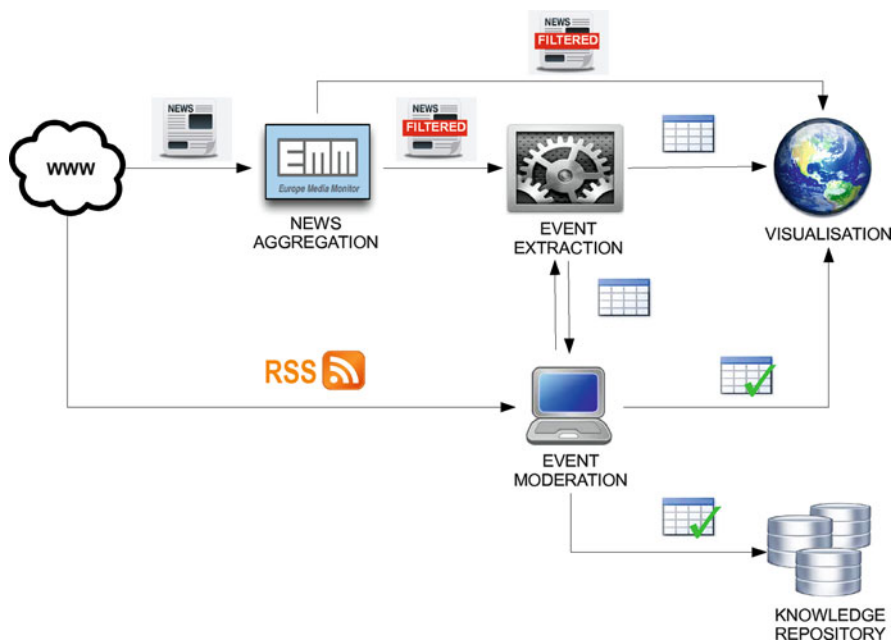 NEWS
FILTERED
NEWS
NEWS
FILTERED
www
EMM
Europe Media Monitor
NEWS
AGGREGATION
EVENT
EXTRACTION
VISUALISATION
RSS
EVENT
MODERATION
KNOWLEDGE
REPOSITORY